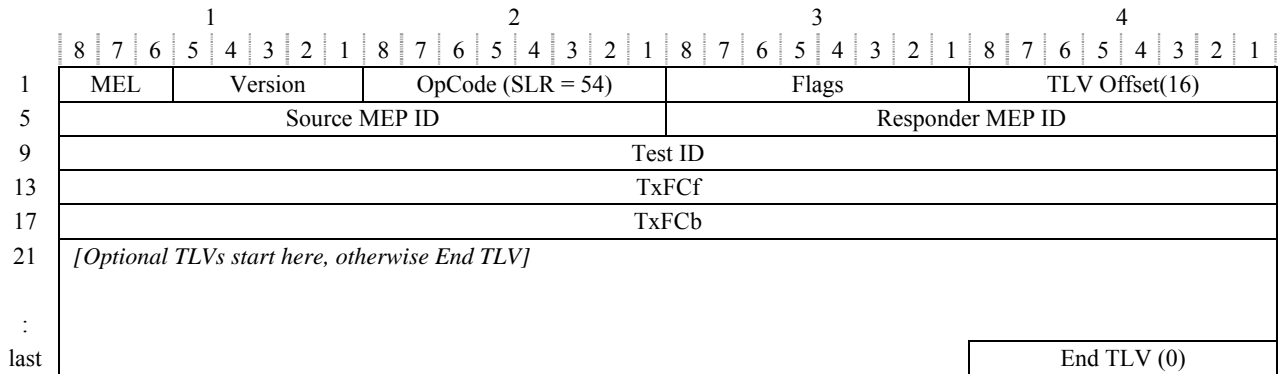 1 2 3 4
8 7 6 5 4 3 2 1 8 7 6 5 4 3 2 1 8 7 6 5 4 3 2 1 8 7 6 5 4 3 2 1
1 MEL Version OpCode (SLR = 54) Flags TLV Offset(16)
5 Source MEP ID Responder MEP ID
9 Test ID
13 TxFCf
17 TxFCb
21 [Optional TLVs start here, otherwise End TLV]
:
last End TLV (0)